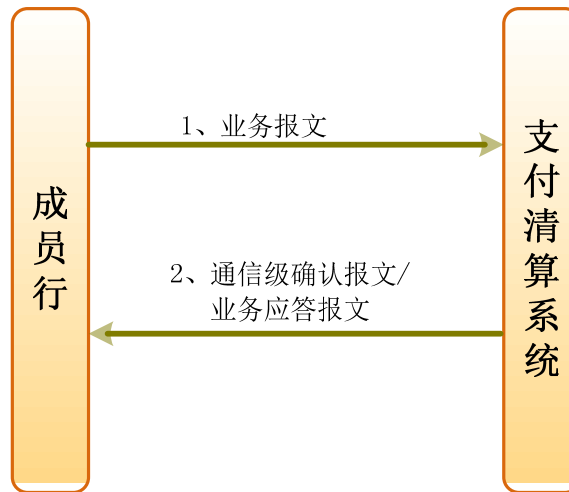 成员行
1、业务报文
2、通信级确认报文/
业务应答报文
支付清算系统